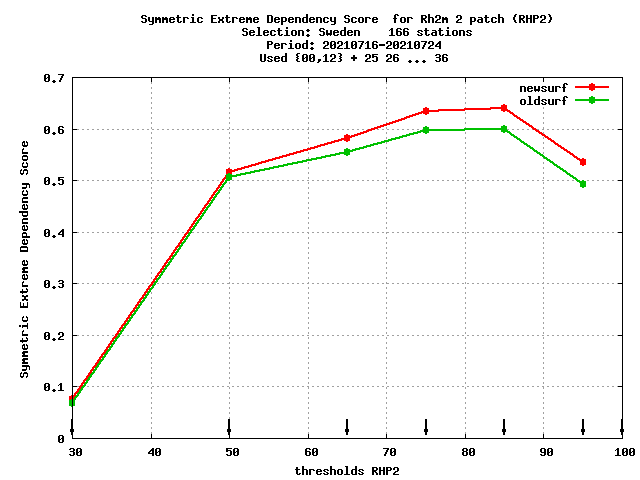 Symmetric Extreme Dependency Score  for Rh2m 2 patch (RHP2)
Selection: Sweden    166 stations
Period: 20210716-20210724
Used {00,12} + 25 26 ... 36
newsurf
oldsurf
0.7
0.6
0.5
0.4
0.3
0.2
0.1
0
Symmetric Extreme Dependency Score
30 40 50 60 70 80 90 100
thresholds RHP2